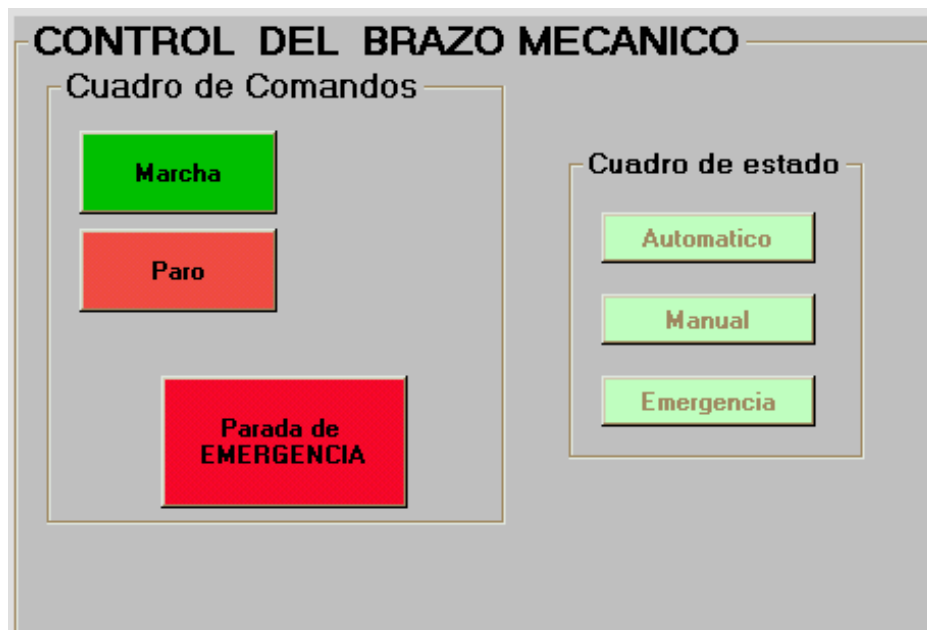 CONTROL DEL BRAZO MECANICO
Cuadro de Comandos
Marcha
Paro
Parada de
EMERGENCIA
Cuadro de estado
Automatico
Manual
Emergencia